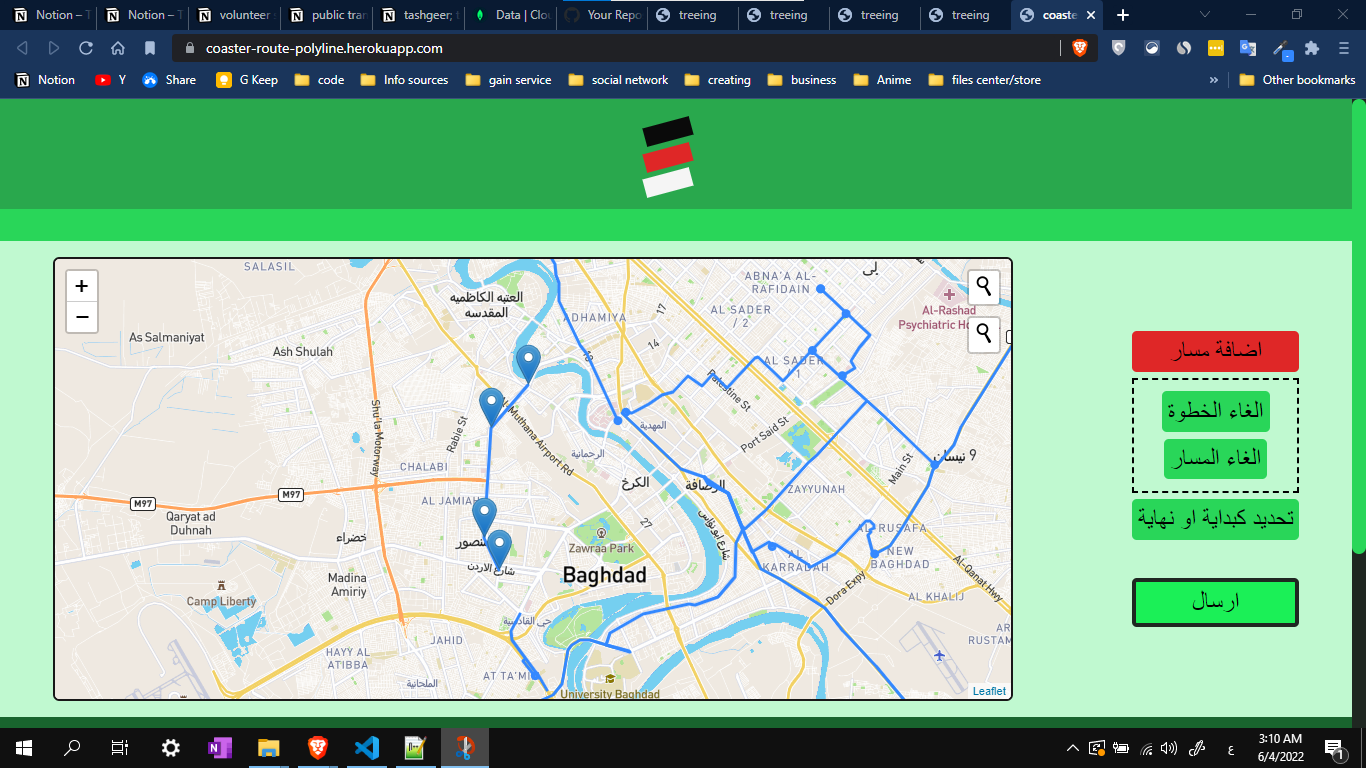 Notion – T
Notion – T
volunteer
public tran
tashgeer; t
Data | Clou
Your Repo
treeing
treeing
treeing
treeing
coaste
coaster-route-polyline.herokuapp.com
Notion
Y
Share
G Keep
code
Info sources
gain service
social network
creating
business
Anime
files center/store
»
Other bookmarks
+
−
SALASIL
As Salmaniyat
Ash Shulah
العتبه الكاظميه
المقدسه
ADHAMIYA
17
14
ABNA'A AL-
RAFIDAIN
AL SADER
/ 2
AL SADER
/ 1
Al-Rashad
Psychiatric Ho
Shu'la Motorway
Rabie St
Al-Muthana Airport Rd
Palestine St
Port Said St
المهدية
الرحمانية
CHALABI
AL JAMIAH
M97
M97
Qaryat ad
Duhnah
خضراء
الكرخ
الرصافة
27
شارع ابو نؤاس
ZAYYUNAH
Main St
9 نيسان
AL RUSAFA
NEW
BAGHDAD
Madina
Amiriy
Camp Liberty
شارع الاردن
Zawraa Park
Baghdad
AL
KARRADAH
Dora Expy
Al-Qanat Hwy
AL KHALIJ
AR
RUSTAM
حي القادسية
JAHID
HAYY AL
ATIBBA
الملحانية
AT TA'MI
University Baghdad
Leaflet
اضافة مسار
الغاء الخطوة
الغاء المسار
تحديد كبداية او نهاية
ارسال
ع
3:10 AM
6/4/2022
1